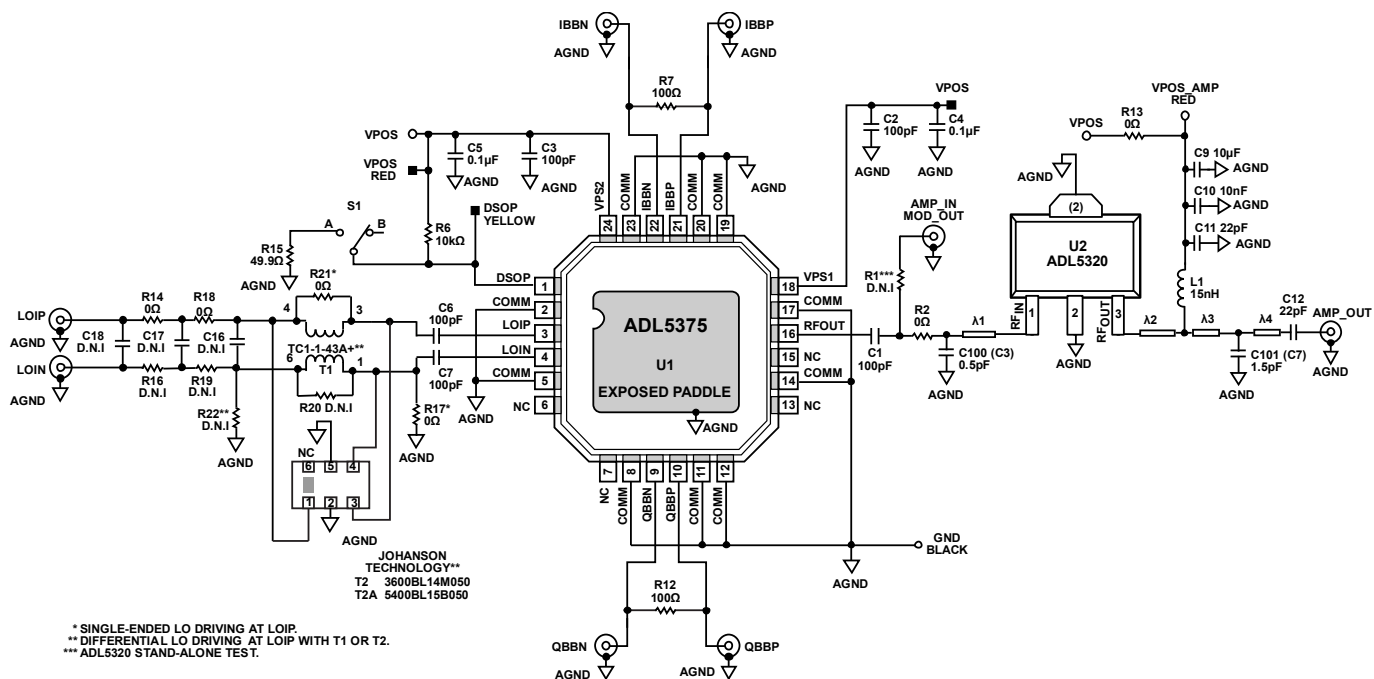 IBBN
AGND
IBBP
AGND
R7
100Ω
VPOS
VPOS
RED
C5
0.1µF
AGND
C3
100pF
AGND
DSOP
YELLOW
S1
A
B
R6
10kΩ
R15
49.9Ω
AGND
VPS2
COMM
IBBN
IBBP
COMM
COMM
24
23
22
21
20
19
AGND
VPOS
C2
100pF
AGND
C4
0.1µF
AGND
AMP_IN
MOD_OUT
AGND
R1***
D.N.I
R2
0Ω
VPOS_AMP
RED
VPOS
R13
0Ω
C9 10µF
AGND
C10 10nF
AGND
C11 22pF
AGND
L1
15nH
AGND
(2)
U2
ADL5320
RFIN
1
2
RFOUT
3
AGND
λ1
λ2
λ3
λ4
C12
22pF
AMP_OUT
AGND
C100 (C3)
0.5pF
AGND
C101 (C7)
1.5pF
AGND
C1
100pF
LOIP
AGND
LOIN
AGND
R14
0Ω
R18
0Ω
C18
D.N.I
C17
D.N.I
C16
D.N.I
R16
D.N.I
R19
D.N.I
R22**
D.N.I
AGND
R21*
0Ω
4
3
TC1-1-43A+**
T1
6
1
R20 D.N.I
C6
100pF
C7
100pF
R17*
0Ω
AGND
AGND
DSOP
1
COMM
2
LOIP
3
LOIN
4
COMM
5
NC
6
ADL5375
U1
EXPOSED PADDLE
AGND
18
VPS1
17
COMM
16
RFOUT
15
NC
14
COMM
13
NC
7
8
9
10
11
12
NC
COMM
QBBN
QBBP
COMM
COMM
NC
6
5
4
1
2
3
AGND
JOHANSON
TECHNOLOGY**
T2 3600BL14M050
T2A 5400BL15B050
GND
BLACK
AGND
R12
100Ω
QBBN
AGND
QBBP
AGND
* SINGLE-ENDED LO DRIVING AT LOIP.
** DIFFERENTIAL LO DRIVING AT LOIP WITH T1 OR T2.
*** ADL5320 STAND-ALONE TEST.